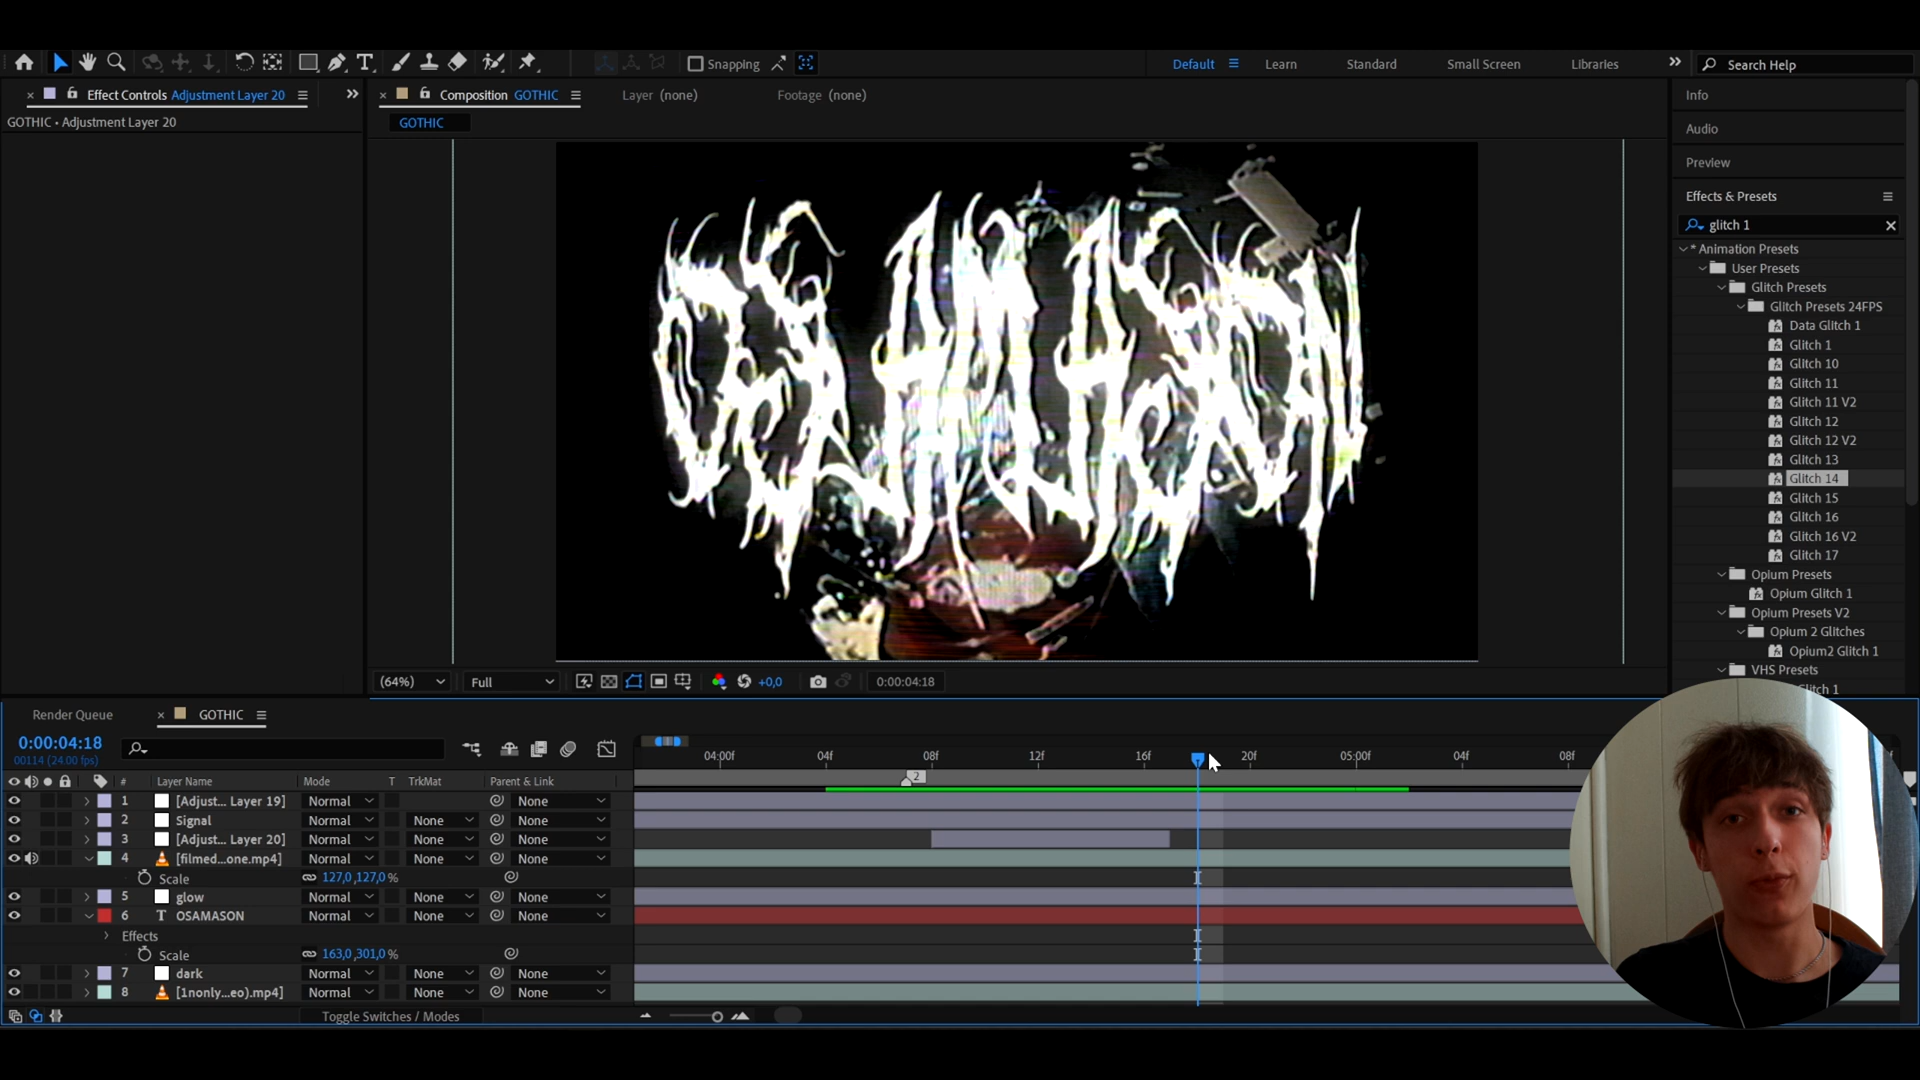 Snapping
Default
Learn
Standard
Small Screen
Libraries
Search Help
Effect Controls Adjustment Layer 20
Composition GOTHIC
Layer (none)
Footage (none)
GOTHIC • Adjustment Layer 20
GOTHIC
Info
Audio
Preview
Effects & Presets
glitch 1
* Animation Presets
User Presets
Glitch Presets
Glitch Presets 24FPS
Data Glitch 1
Glitch 1
Glitch 10
Glitch 11
Glitch 11 V2
Glitch 12
Glitch 12 V2
Glitch 13
Glitch 14
Glitch 15
Glitch 16
Glitch 16 V2
Glitch 17
Opium Presets
Opium Glitch 1
Opium Presets V2
Opium 2 Glitches
Opium2 Glitch 1
VHS Presets
litch 1
(64%)
Full
+0,0
0:00:04:18
Render Queue
GOTHIC
0:00:04:18
00114 (24.00 fps)
04:00f 04f 08f 12f 16f 20f 05:00f 04f 08f
2
# Layer Name Mode T TrkMat Parent & Link
1 [Adjust... Layer 19] Normal None
2 Signal Normal None None
3 [Adjust... Layer 20] Normal None None
4 [filmed...one.mp4] Normal None None
Scale 127,0,127,0 %
5 glow Normal None None
6 T OSAMASON Normal None None
Effects
Scale 163,0,301,0 %
7 dark Normal None None
8 [1nonly...eo).mp4] Normal None None
Toggle Switches / Modes